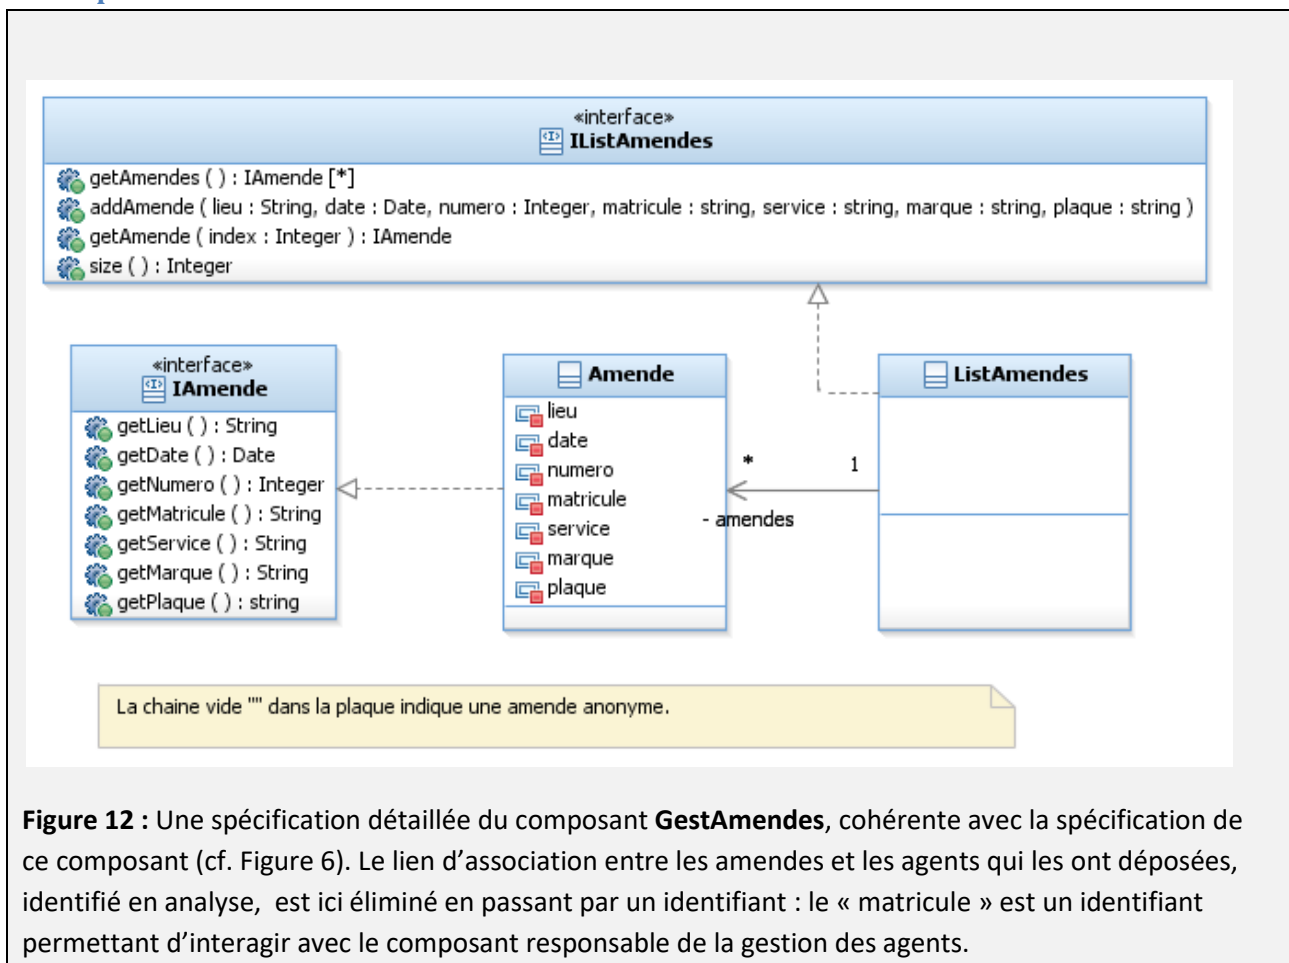 «interface»
IListAmendes
getAmendes ( ) : IAmende [*]
addAmende ( lieu : String, date : Date, numero : Integer, matricule : string, service : string, marque : string, plaque : string )
getAmende ( index : Integer ) : IAmende
size ( ) : Integer
«interface»
IAmende
getLieu ( ) : String
getDate ( ) : Date
getNumero ( ) : Integer
getMatricule ( ) : String
getService ( ) : String
getMarque ( ) : String
getPlaque ( ) : string
Amende
lieu
date
numero
matricule
service
marque
plaque
* 1
- amendes
ListAmendes
La chaine vide "" dans la plaque indique une amende anonyme.
Figure 12 : Une spécification détaillée du composant GestAmendes, cohérente avec la spécification de
ce composant (cf. Figure 6). Le lien d’association entre les amendes et les agents qui les ont déposées,
identifié en analyse, est ici éliminé en passant par un identifiant : le « matricule » est un identifiant
permettant d’interagir avec le composant responsable de la gestion des agents.